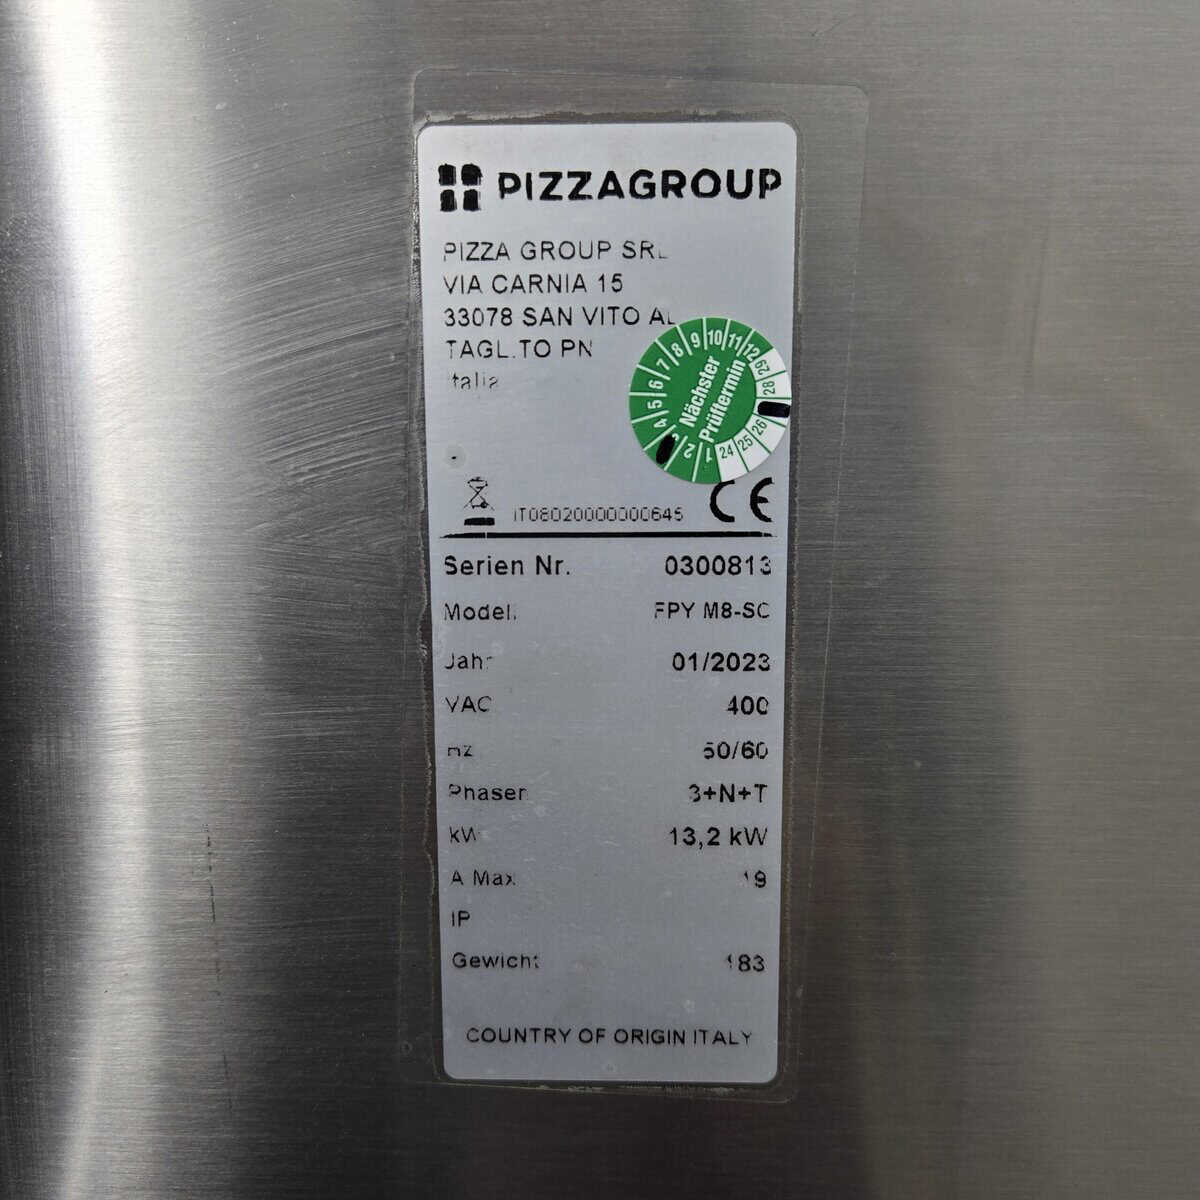 PIZZAGROUP
PIZZA GROUP SRL
VIA CARNIA 15
33078 SAN VITO AL
TAGL.TO PN
Italia
1 2 3 4 5 6 7 8 9 10 11 12 29 28 26 25 24
Nächster
Prüftermin
IT08020000000645 CE
Serien Nr. 0300813
Modell FPY M8-SC
Jahr 01/2023
VAC 400
Hz 50/60
Phasen 3+N+T
kW 13,2 kW
A Max 19
IP
Gewicht 183
COUNTRY OF ORIGIN ITALY